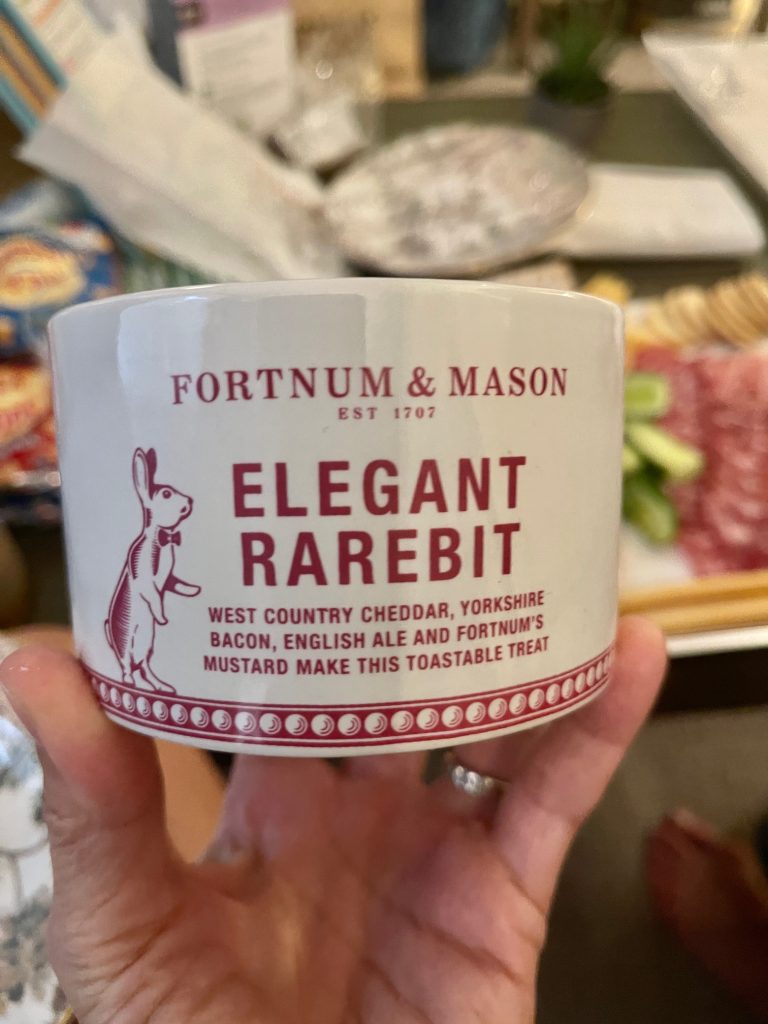 FORTNUM & MASON
EST 1707
ELEGANT
RAREBIT
WEST COUNTRY CHEDDAR, YORKSHIRE
BACON, ENGLISH ALE AND FORTNUM'S
MUSTARD MAKE THIS TOASTABLE TREAT